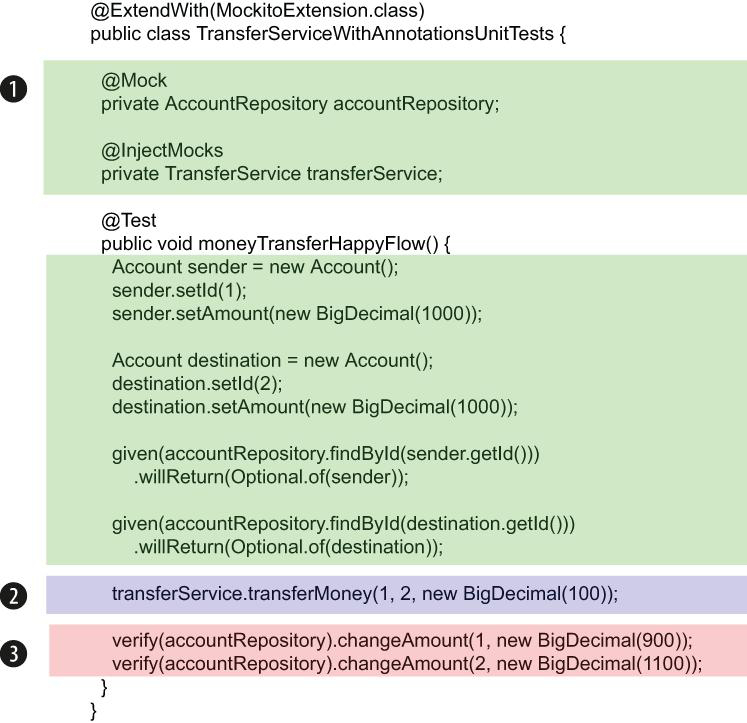 @ExtendWith(MockitoExtension.class)
public class TransferServiceWithAnnotationsUnitTests {
1
@Mock
private AccountRepository accountRepository;
@InjectMocks
private TransferService transferService;
@Test
public void moneyTransferHappyFlow() {
Account sender = new Account();
sender.setId(1);
sender.setAmount(new BigDecimal(1000));
Account destination = new Account();
destination.setId(2);
destination.setAmount(new BigDecimal(1000));
given(accountRepository.findById(sender.getId()))
.willReturn(Optional.of(sender));
given(accountRepository.findById(destination.getId()))
.willReturn(Optional.of(destination));
2 transferService.transferMoney(1, 2, new BigDecimal(100));
3
verify(accountRepository).changeAmount(1, new BigDecimal(900));
verify(accountRepository).changeAmount(2, new BigDecimal(1100));
}
}